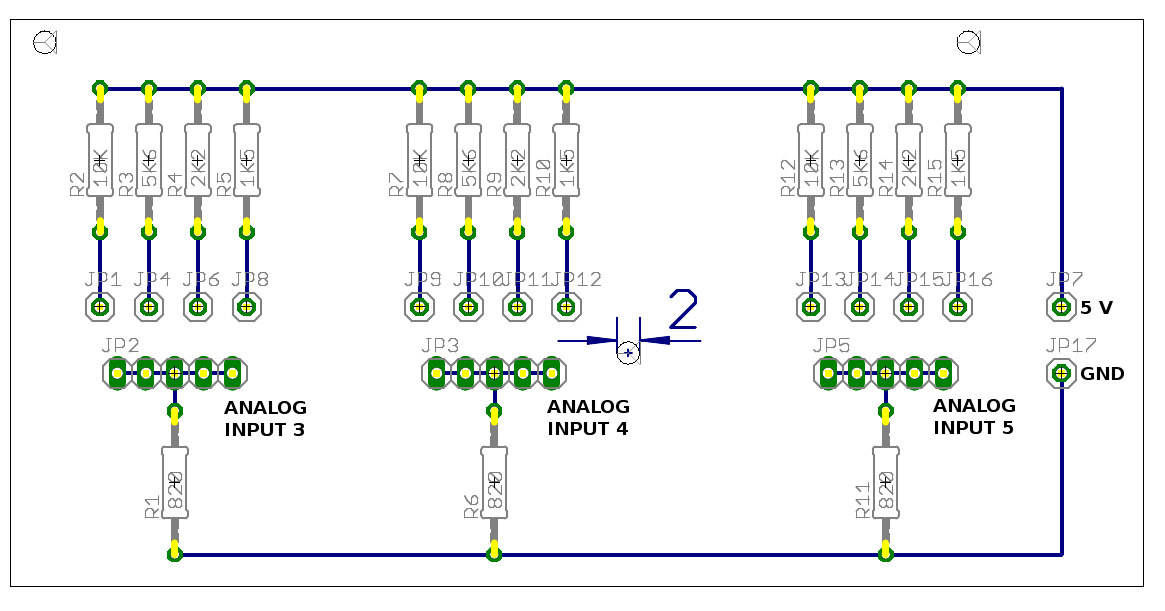 R2 10K R3 5K6 R4 2K2 R5 1K5 R7 10K R8 5K6 R9 2K2 R10 1K5 R12 10K R13 5K6 R14 2K2 R15 1K5
JP1 JP4 JP6 JP8 JP9 JP10 JP11 JP12 JP13 JP14 JP15 JP16 JP7
5 V
2
JP2 JP3 JP5 JP17
GND
ANALOG
INPUT 3
ANALOG
INPUT 4
ANALOG
INPUT 5
R1 820 R6 820 R11 820